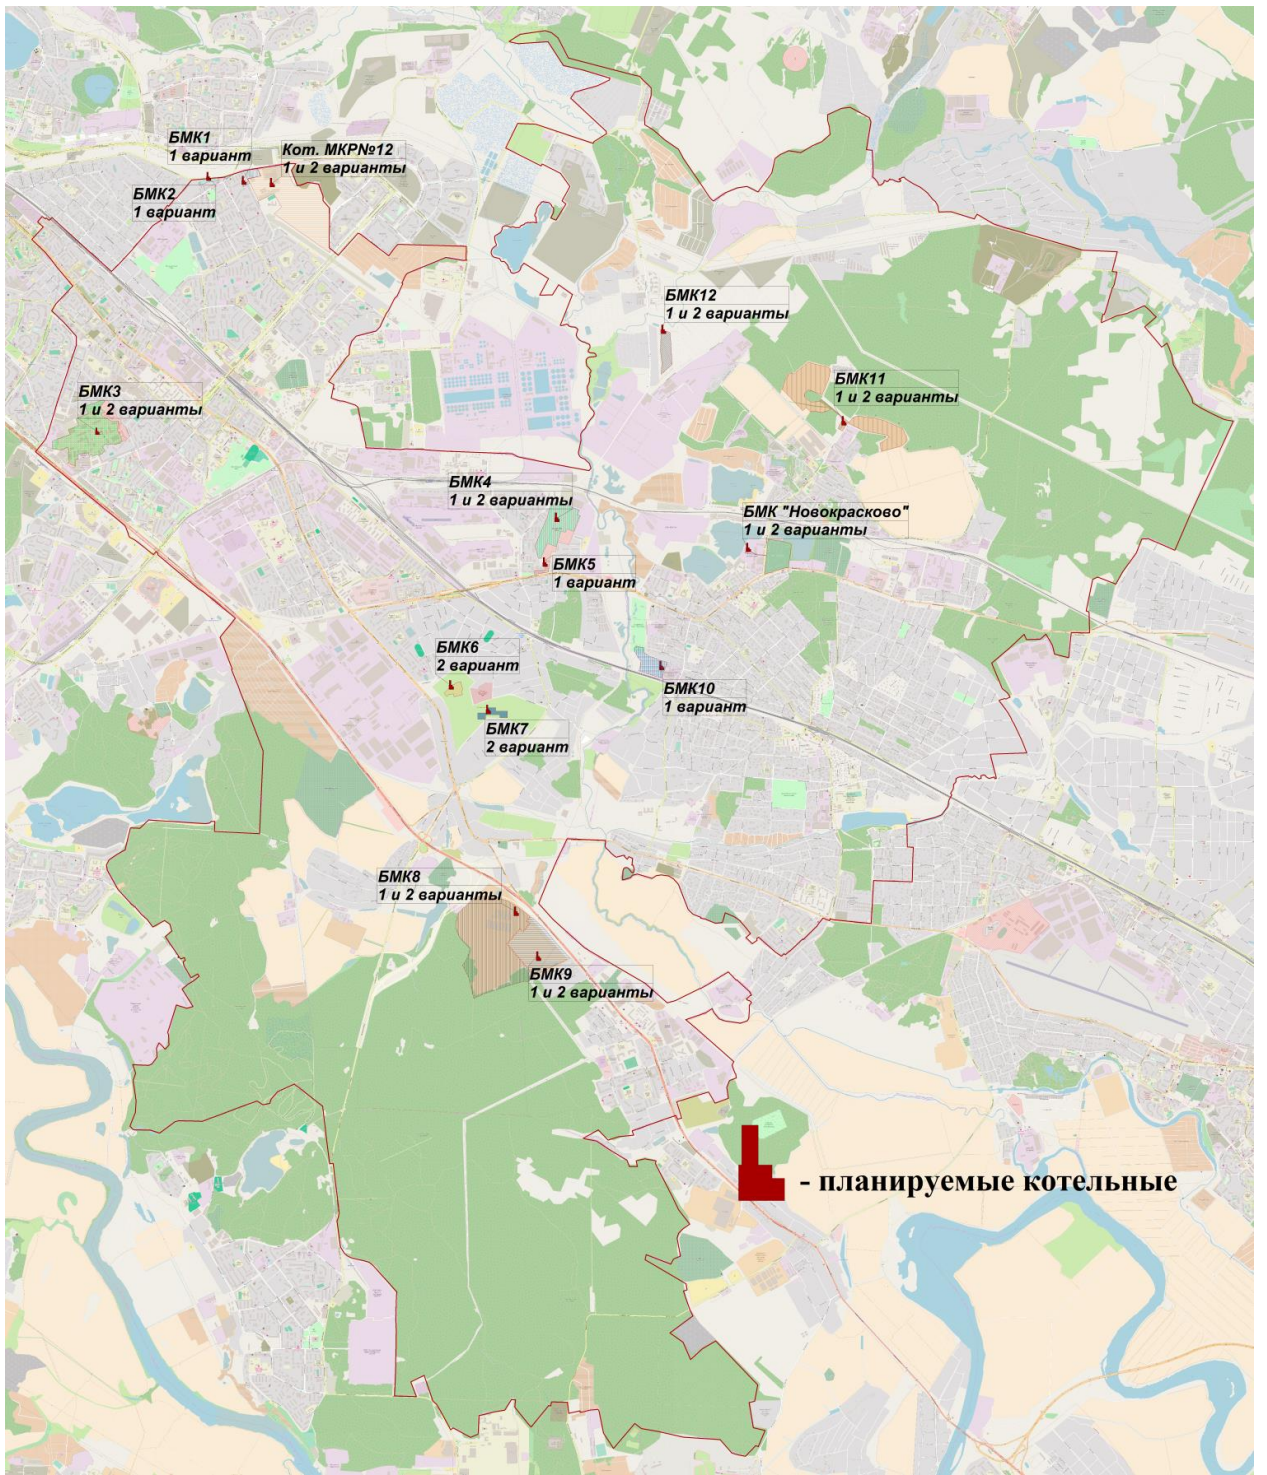 БМК1
1 вариант
Кот. МКР№12
1 и 2 варианты
БМК2
1 вариант
БМК12
1 и 2 варианты
БМК3
1 и 2 варианты
БМК11
1 и 2 варианты
БМК4
1 и 2 варианты
БМК "Новокрасково"
1 и 2 варианты
БМК5
1 вариант
БМК6
2 вариант
БМК10
1 вариант
БМК7
2 вариант
БМК8
1 и 2 варианты
БМК9
1 и 2 варианты
- планируемые котельные